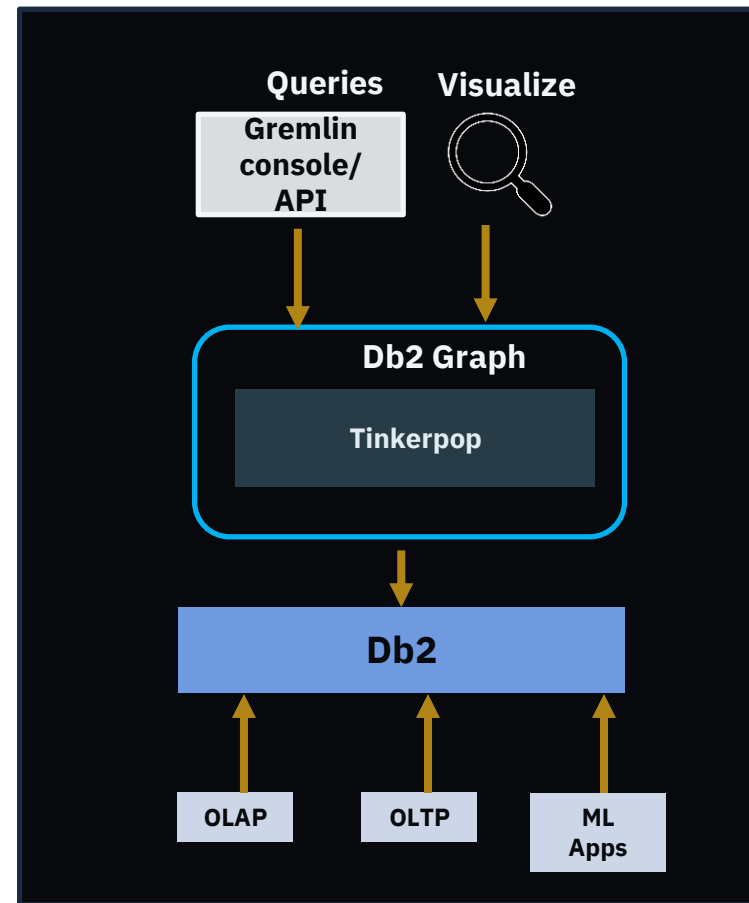 Queries
Visualize
Gremlin
console/
API
Db2 Graph
Tinkerpop
Db2
OLAP
OLTP
ML
Apps